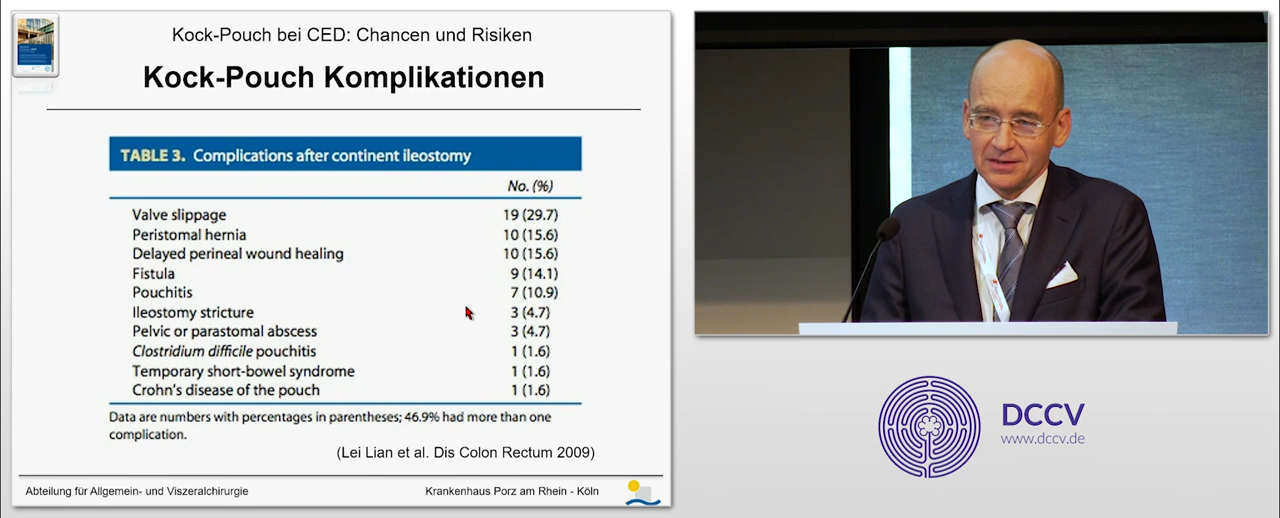 Kock-Pouch bei CED: Chancen und Risiken
Kock-Pouch Komplikationen
TABLE 3. Complications after continent ileostomy
No. (%)
Valve slippage 19 (29.7)
Peristomal hernia 10 (15.6)
Delayed perineal wound healing 10 (15.6)
Fistula 9 (14.1)
Pouchitis 7 (10.9)
Ileostomy stricture 3 (4.7)
Pelvic or parastomal abscess 3 (4.7)
Clostridium difficile pouchitis 1 (1.6)
Temporary short-bowel syndrome 1 (1.6)
Crohn's disease of the pouch 1 (1.6)
Data are numbers with percentages in parentheses; 46.9% had more than one
complication.
(Lei Lian et al. Dis Colon Rectum 2009)
Abteilung für Allgemein- und Viszeralchirurgie Krankenhaus Porz am Rhein - Köln
DCCV
www.dccv.de